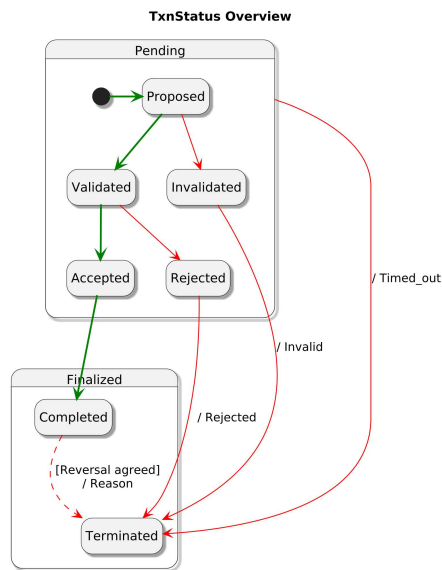 TxnStatus Overview
Pending
Proposed
Validated
Invalidated
Accepted
Rejected
/ Timed_out
/ Invalid
Finalized
Completed
/ Rejected
[Reversal agreed]
/ Reason
Terminated